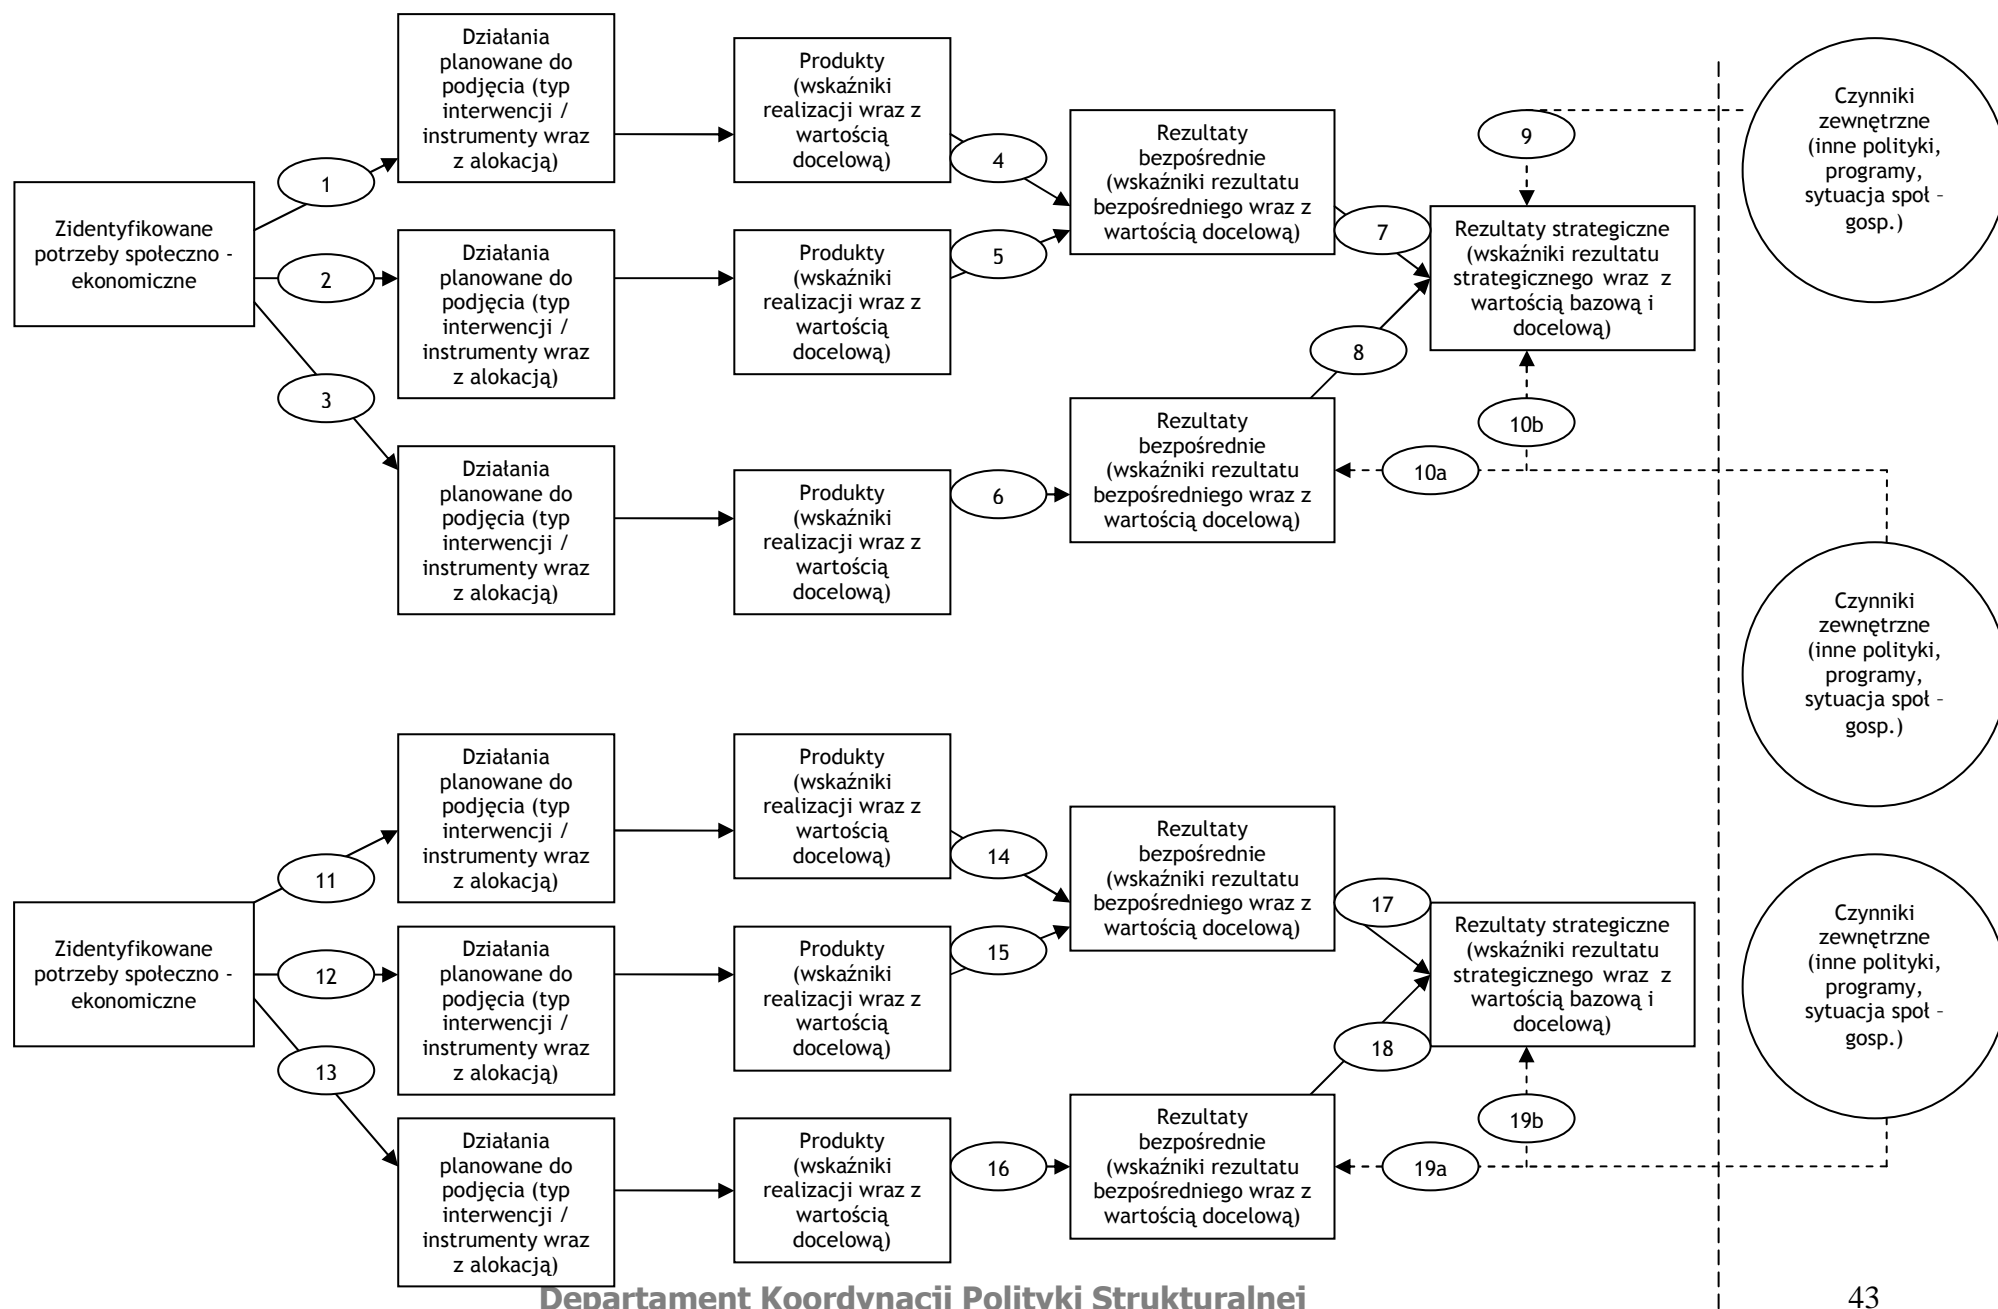 Działania
planowane do
podjęcia (typ
interwencji /
instrumenty wraz
z alokacją)
Produkty
(wskaźniki
realizacji wraz z
wartością
docelową)
Rezultaty
bezpośrednie
(wskaźniki rezultatu
bezpośredniego wraz z
wartością docelową)
Czynniki
zewnętrzne
(inne polityki,
programy,
sytuacja społ –
gosp.)
1
4
9
Zidentyfikowane
potrzeby społeczno -
ekonomiczne
2
Działania
planowane do
podjęcia (typ
interwencji /
instrumenty wraz
z alokacją)
Produkty
(wskaźniki
realizacji wraz z
wartością
docelową)
5
7
Rezultaty strategiczne
(wskaźniki rezultatu
strategicznego wraz z
wartością bazową i
docelową)
8
3
Działania
planowane do
podjęcia (typ
interwencji /
instrumenty wraz
z alokacją)
Produkty
(wskaźniki
realizacji wraz z
wartością
docelową)
6
Rezultaty
bezpośrednie
(wskaźniki rezultatu
bezpośredniego wraz z
wartością docelową)
10b
10a
Czynniki
zewnętrzne
(inne polityki,
programy,
sytuacja społ –
gosp.)
Działania
planowane do
podjęcia (typ
interwencji /
instrumenty wraz
z alokacją)
Produkty
(wskaźniki
realizacji wraz z
wartością
docelową)
Rezultaty
bezpośrednie
(wskaźniki rezultatu
bezpośredniego wraz z
wartością docelową)
11
14
17
Czynniki
zewnętrzne
(inne polityki,
programy,
sytuacja społ –
gosp.)
Zidentyfikowane
potrzeby społeczno -
ekonomiczne
12
Działania
planowane do
podjęcia (typ
interwencji /
instrumenty wraz
z alokacją)
Produkty
(wskaźniki
realizacji wraz z
wartością
docelową)
15
Rezultaty strategiczne
(wskaźniki rezultatu
strategicznego wraz z
wartością bazową i
docelową)
18
13
Działania
planowane do
podjęcia (typ
interwencji /
instrumenty wraz
z alokacją)
Produkty
(wskaźniki
realizacji wraz z
wartością
docelową)
16
Rezultaty
bezpośrednie
(wskaźniki rezultatu
bezpośredniego wraz z
wartością docelową)
19b
19a
Departament Koordynacji Polityki Strukturalnej
43